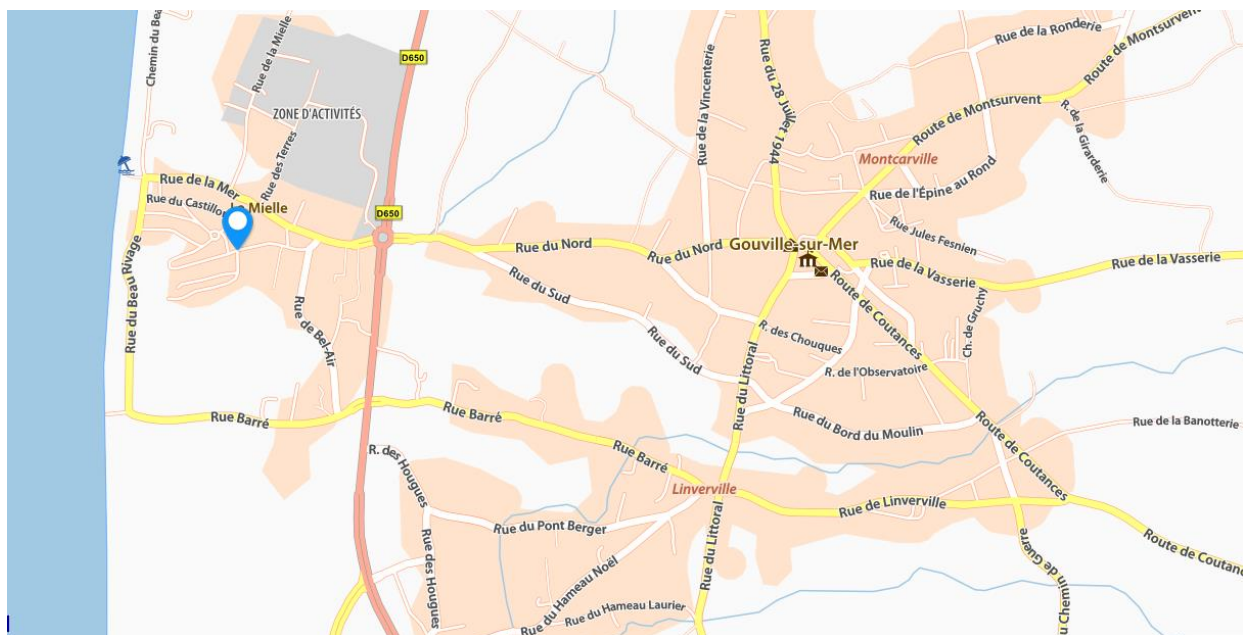 Chemin du Bea
Rue de la Mielle
D650
ZONE D'ACTIVITÉS
Rue des Terres
Rue de la Mer
Rue du Castillo
La Mielle
D650
Rue du Beau Rivage
Rue de Bel-Air
Rue Barré
Rue du Nord
Rue du Nord
Rue du Sud
Rue du Sud
Rue de la Vincenterie
Rue du 28 Juillet 1944
Rue de la Ronderie
Route de Montsurvent
Route de Montsurvent
R. de la Girarderie
Montcarville
Rue de l'Épine au Rond
Rue Jules Fesnien
Gouville-sur-Mer
Rue de la Vasserie
Rue de la Vasserie
Route de Coutances
Ch. de Gruchy
R. des Chouques
R. de l'Observatoire
Rue du Littoral
Rue du Bord du Moulin
Route de Coutances
Rue de la Banotterie
Rue Barré
Rue Barré
Linverville
Rue de Linverville
R. des Hougues
Rue du Pont Berger
Rue des Hougues
Rue du Hameau Noël
Rue du Hameau Laurier
Rue du Littoral
u Chemin de Guerre
Route de Coutanc